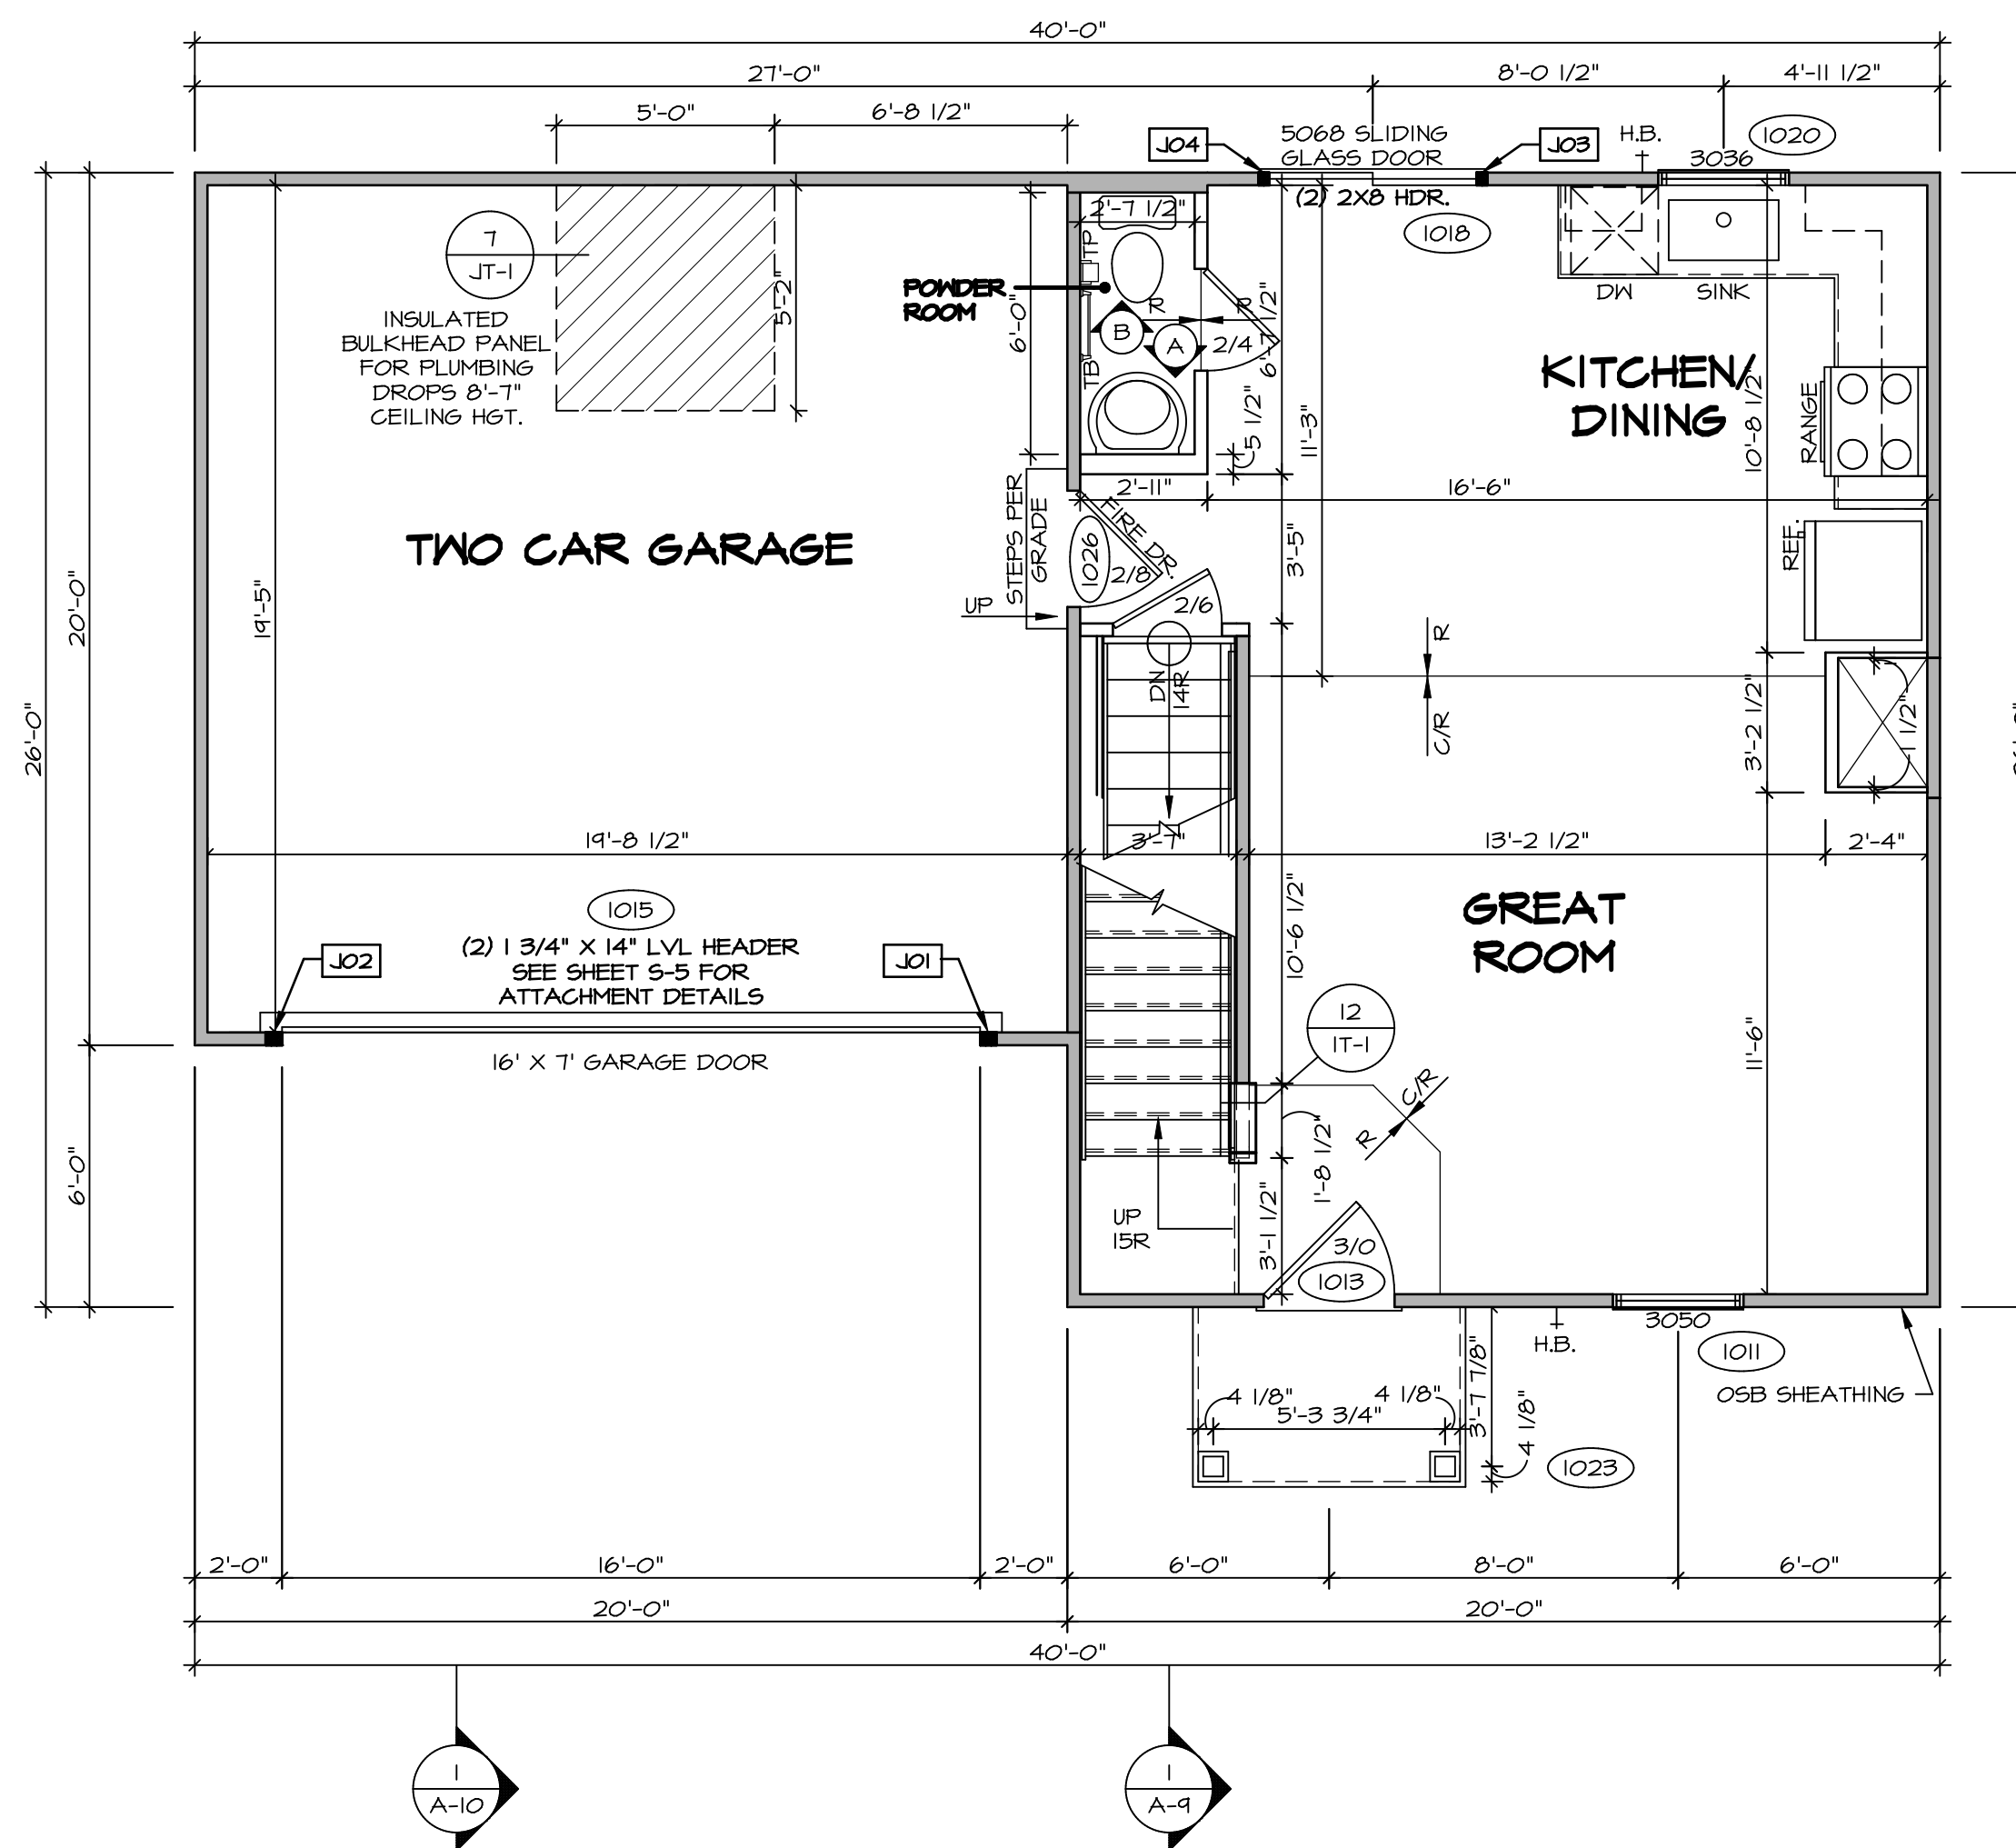 40'-0"
27'-0"
8'-0 1/2"
4'-11 1/2"
5'-0"
6'-8 1/2"
J04
5068 SLIDING
GLASS DOOR
J03
H.B.
1020
3036
(2) 2X8 HDR.
1018
2'-7 1/2"
7
JT-1
TP
5'-2"
POWDER
ROOM
6'-0"
R
R
6'-7 1/2"
DW
SINK
INSULATED
BULKHEAD PANEL
FOR PLUMBING
DROPS 8'-7"
CEILING HGT.
B
A
2/4
TB
KITCHEN/
DINING
10'-8 1/2"
RANGE
5 1/2"
11'-3"
2'-11"
16'-6"
STEPS PER
GRADE
FIRE DR.
1026
2/8
3'-5"
REF.
TWO CAR GARAGE
19'-5"
20'-0"
26'-0"
UP
2/6
R
C/R
DN
14R
3'-2 1/2"
1 1/2"
19'-8 1/2"
3'-7"
13'-2 1/2"
2'-4"
1015
(2) 1 3/4" X 14" LVL HEADER
SEE SHEET S-5 FOR
ATTACHMENT DETAILS
J02
J01
10'-6 1/2"
GREAT
ROOM
12
1T-1
11'-6"
16' X 7' GARAGE DOOR
C/R
R
6'-0"
1'-8 1/2"
UP
15R
3'-1 1/2"
3/0
1013
3050
H.B.
1011
OSB SHEATHING
3'-7 7/8"
4 1/8"
4 1/8"
5'-3 3/4"
4 1/8"
1023
2'-0"
16'-0"
2'-0"
6'-0"
8'-0"
6'-0"
20'-0"
20'-0"
40'-0"
1
A-10
1
A-9